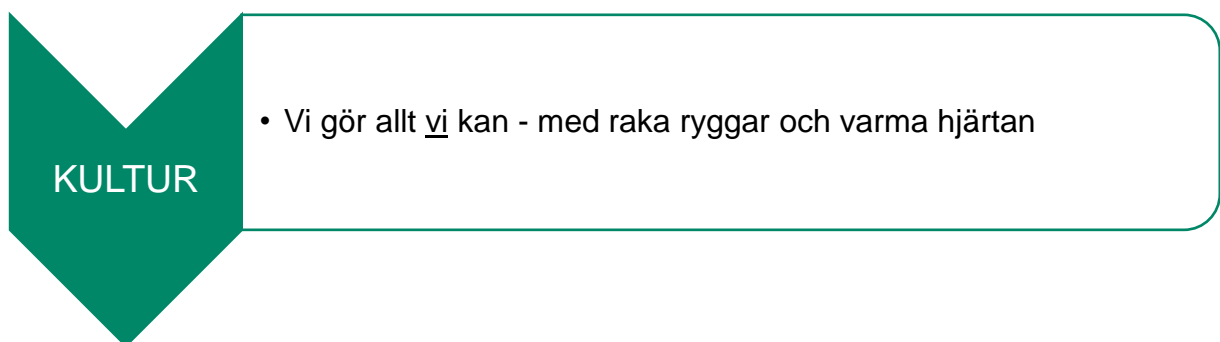 • Vi gör allt vi kan - med raka ryggar och varma hjärtan
KULTUR